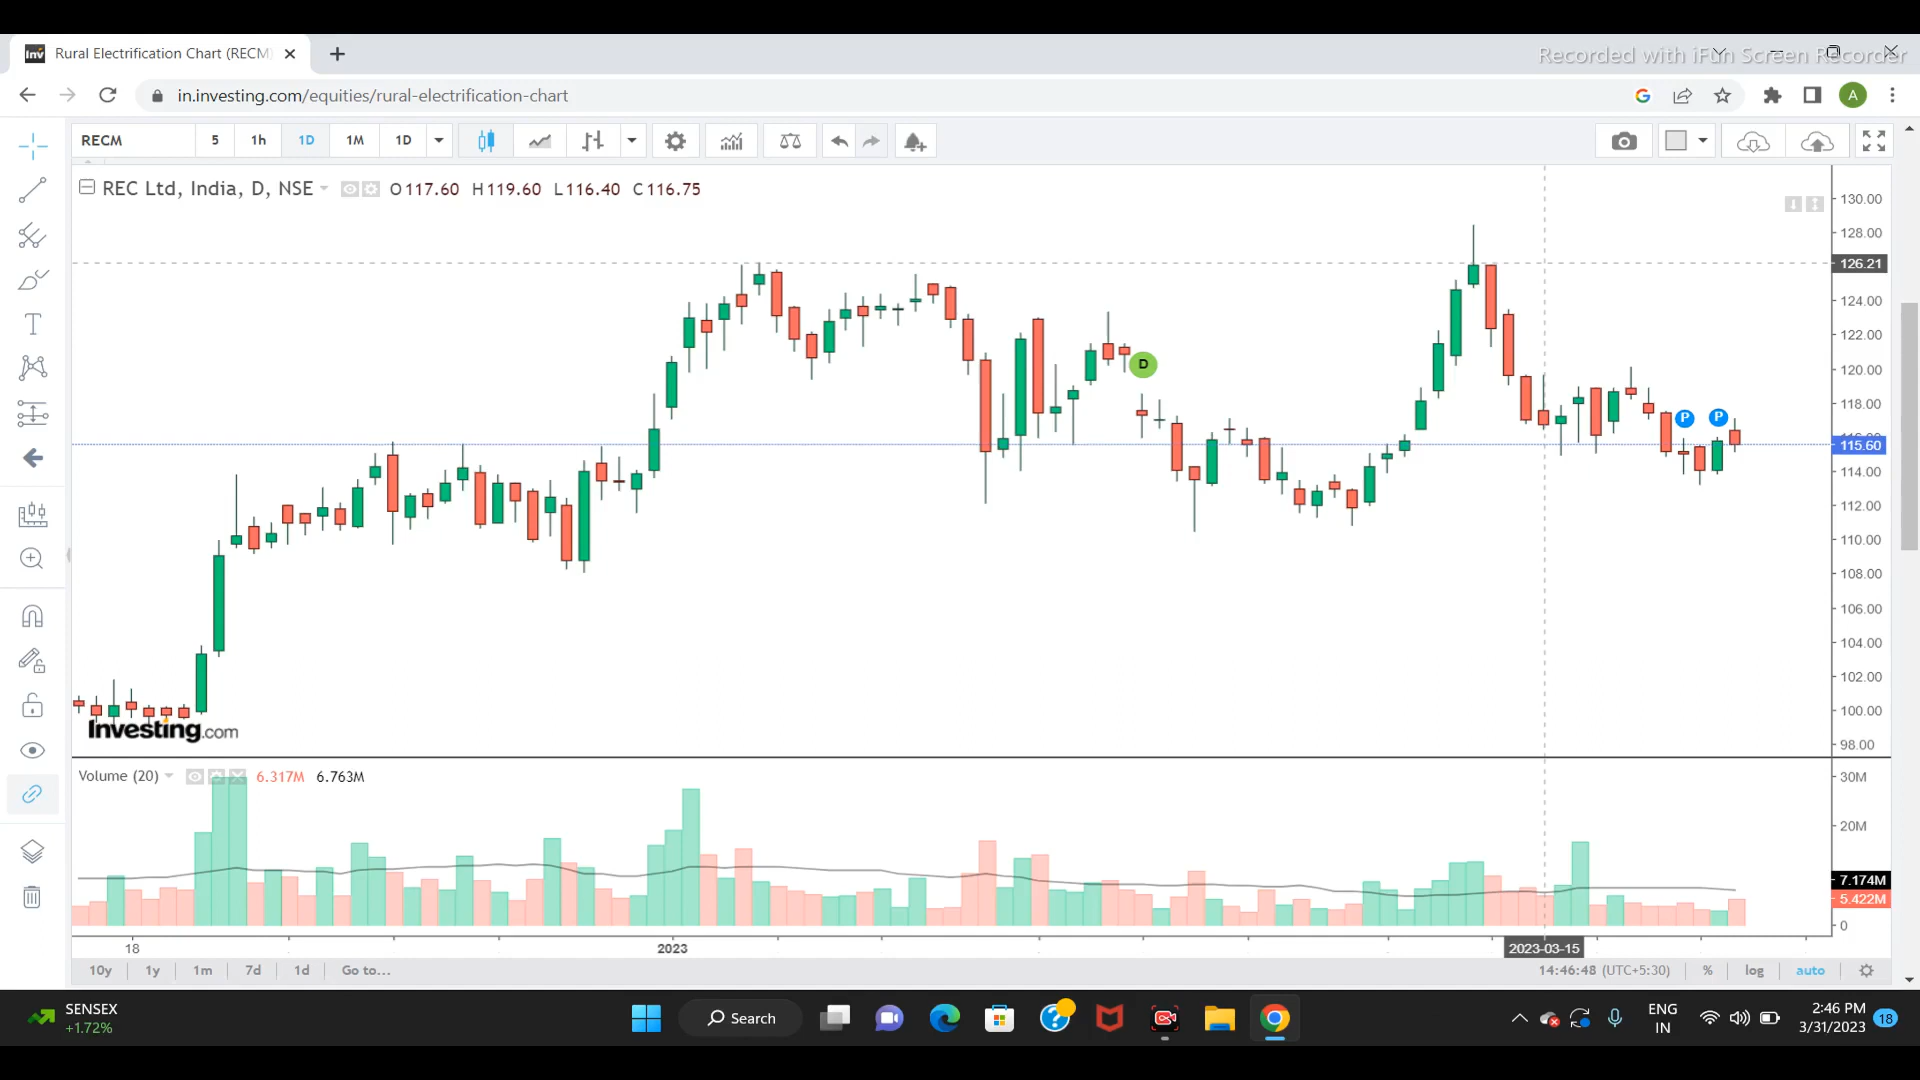 Rural Electrification Chart (RECM)
Recorded with iFun Screen Recorder
in.investing.com/equities/rural-electrification-chart
A
RECM 5 1h 1D 1M 1D
REC Ltd, India, D, NSE O117.60 H119.60 L116.40 C116.75
130.00
128.00
126.21
124.00
122.00
120.00
118.00
115.60
114.00
112.00
110.00
108.00
106.00
104.00
102.00
100.00
98.00
D
P P
Investing.com
Volume (20) 6.317M 6.763M
30M
20M
7.174M
5.422M
0
18 2023 2023-03-15
10y 1y 1m 7d 1d Go to... 14:46:48 (UTC+5:30) % log auto
SENSEX
+1.72%
Search
ENG
IN
2:46 PM
3/31/2023
18